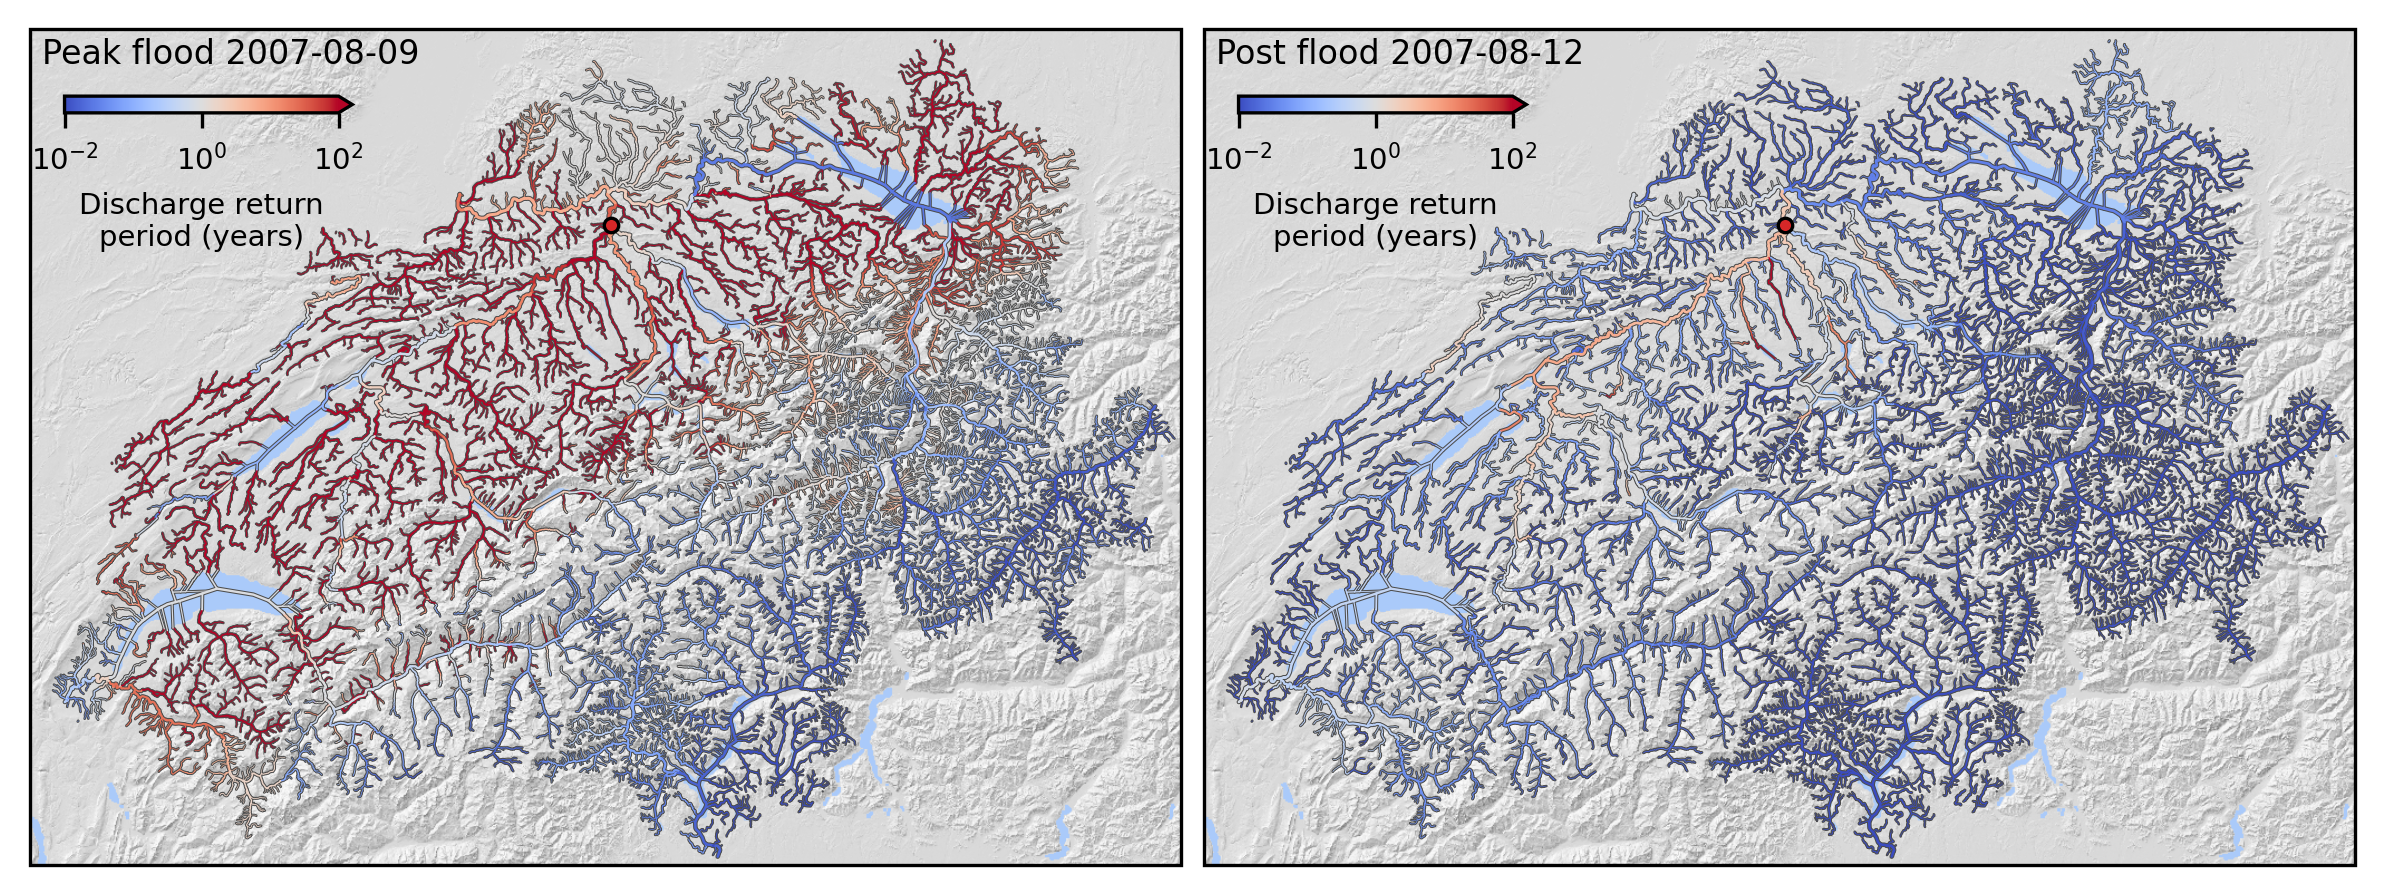 Peak flood 2007-08-09
10⁻² 10⁰ 10²
Discharge return
period (years)
Post flood 2007-08-12
10⁻² 10⁰ 10²
Discharge return
period (years)